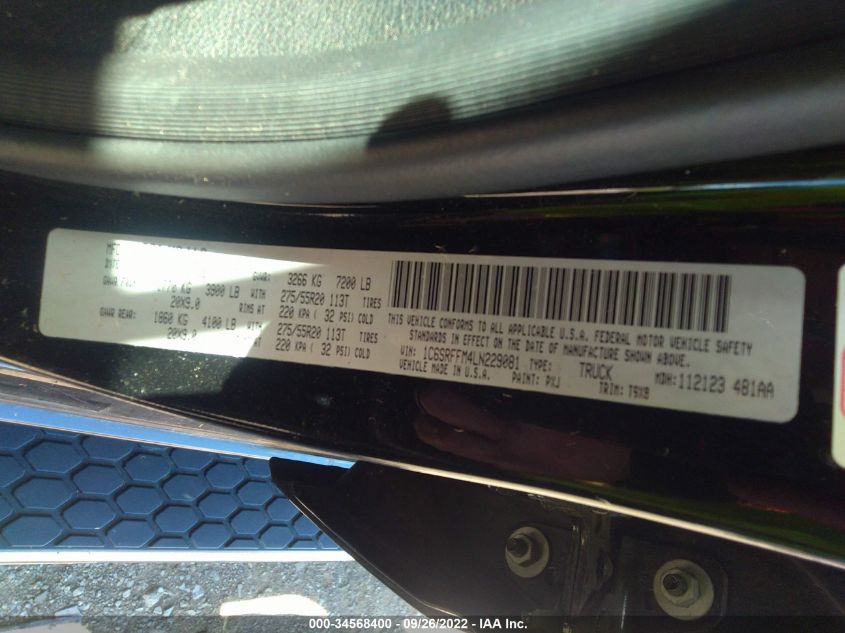 GVWR: 3266 KG 7200 LB
GAWR 1770 KG 3900 LB WITH 275/55R20 113T TIRES
20X9.0 RIMS AT 220 KPA ( 32 PSI) COLD
GAWR REAR: 1860 KG 4100 LB WITH 275/55R20 113T TIRES
20X9.0 AT 220 KPA ( 32 PSI) COLD
THIS VEHICLE CONFORMS TO ALL APPLICABLE U.S.A. FEDERAL MOTOR VEHICLE SAFETY
STANDARDS IN EFFECT ON THE DATE OF MANUFACTURE SHOWN ABOVE.
VIN: 1C6SRFFM4LN229081 TYPE: TRUCK MDH: 112123 481AA
VEHICLE MADE IN U.S.A. PAINT: PXJ TRIM: T9X8
000-34568400 - 09/26/2022 - IAA Inc.